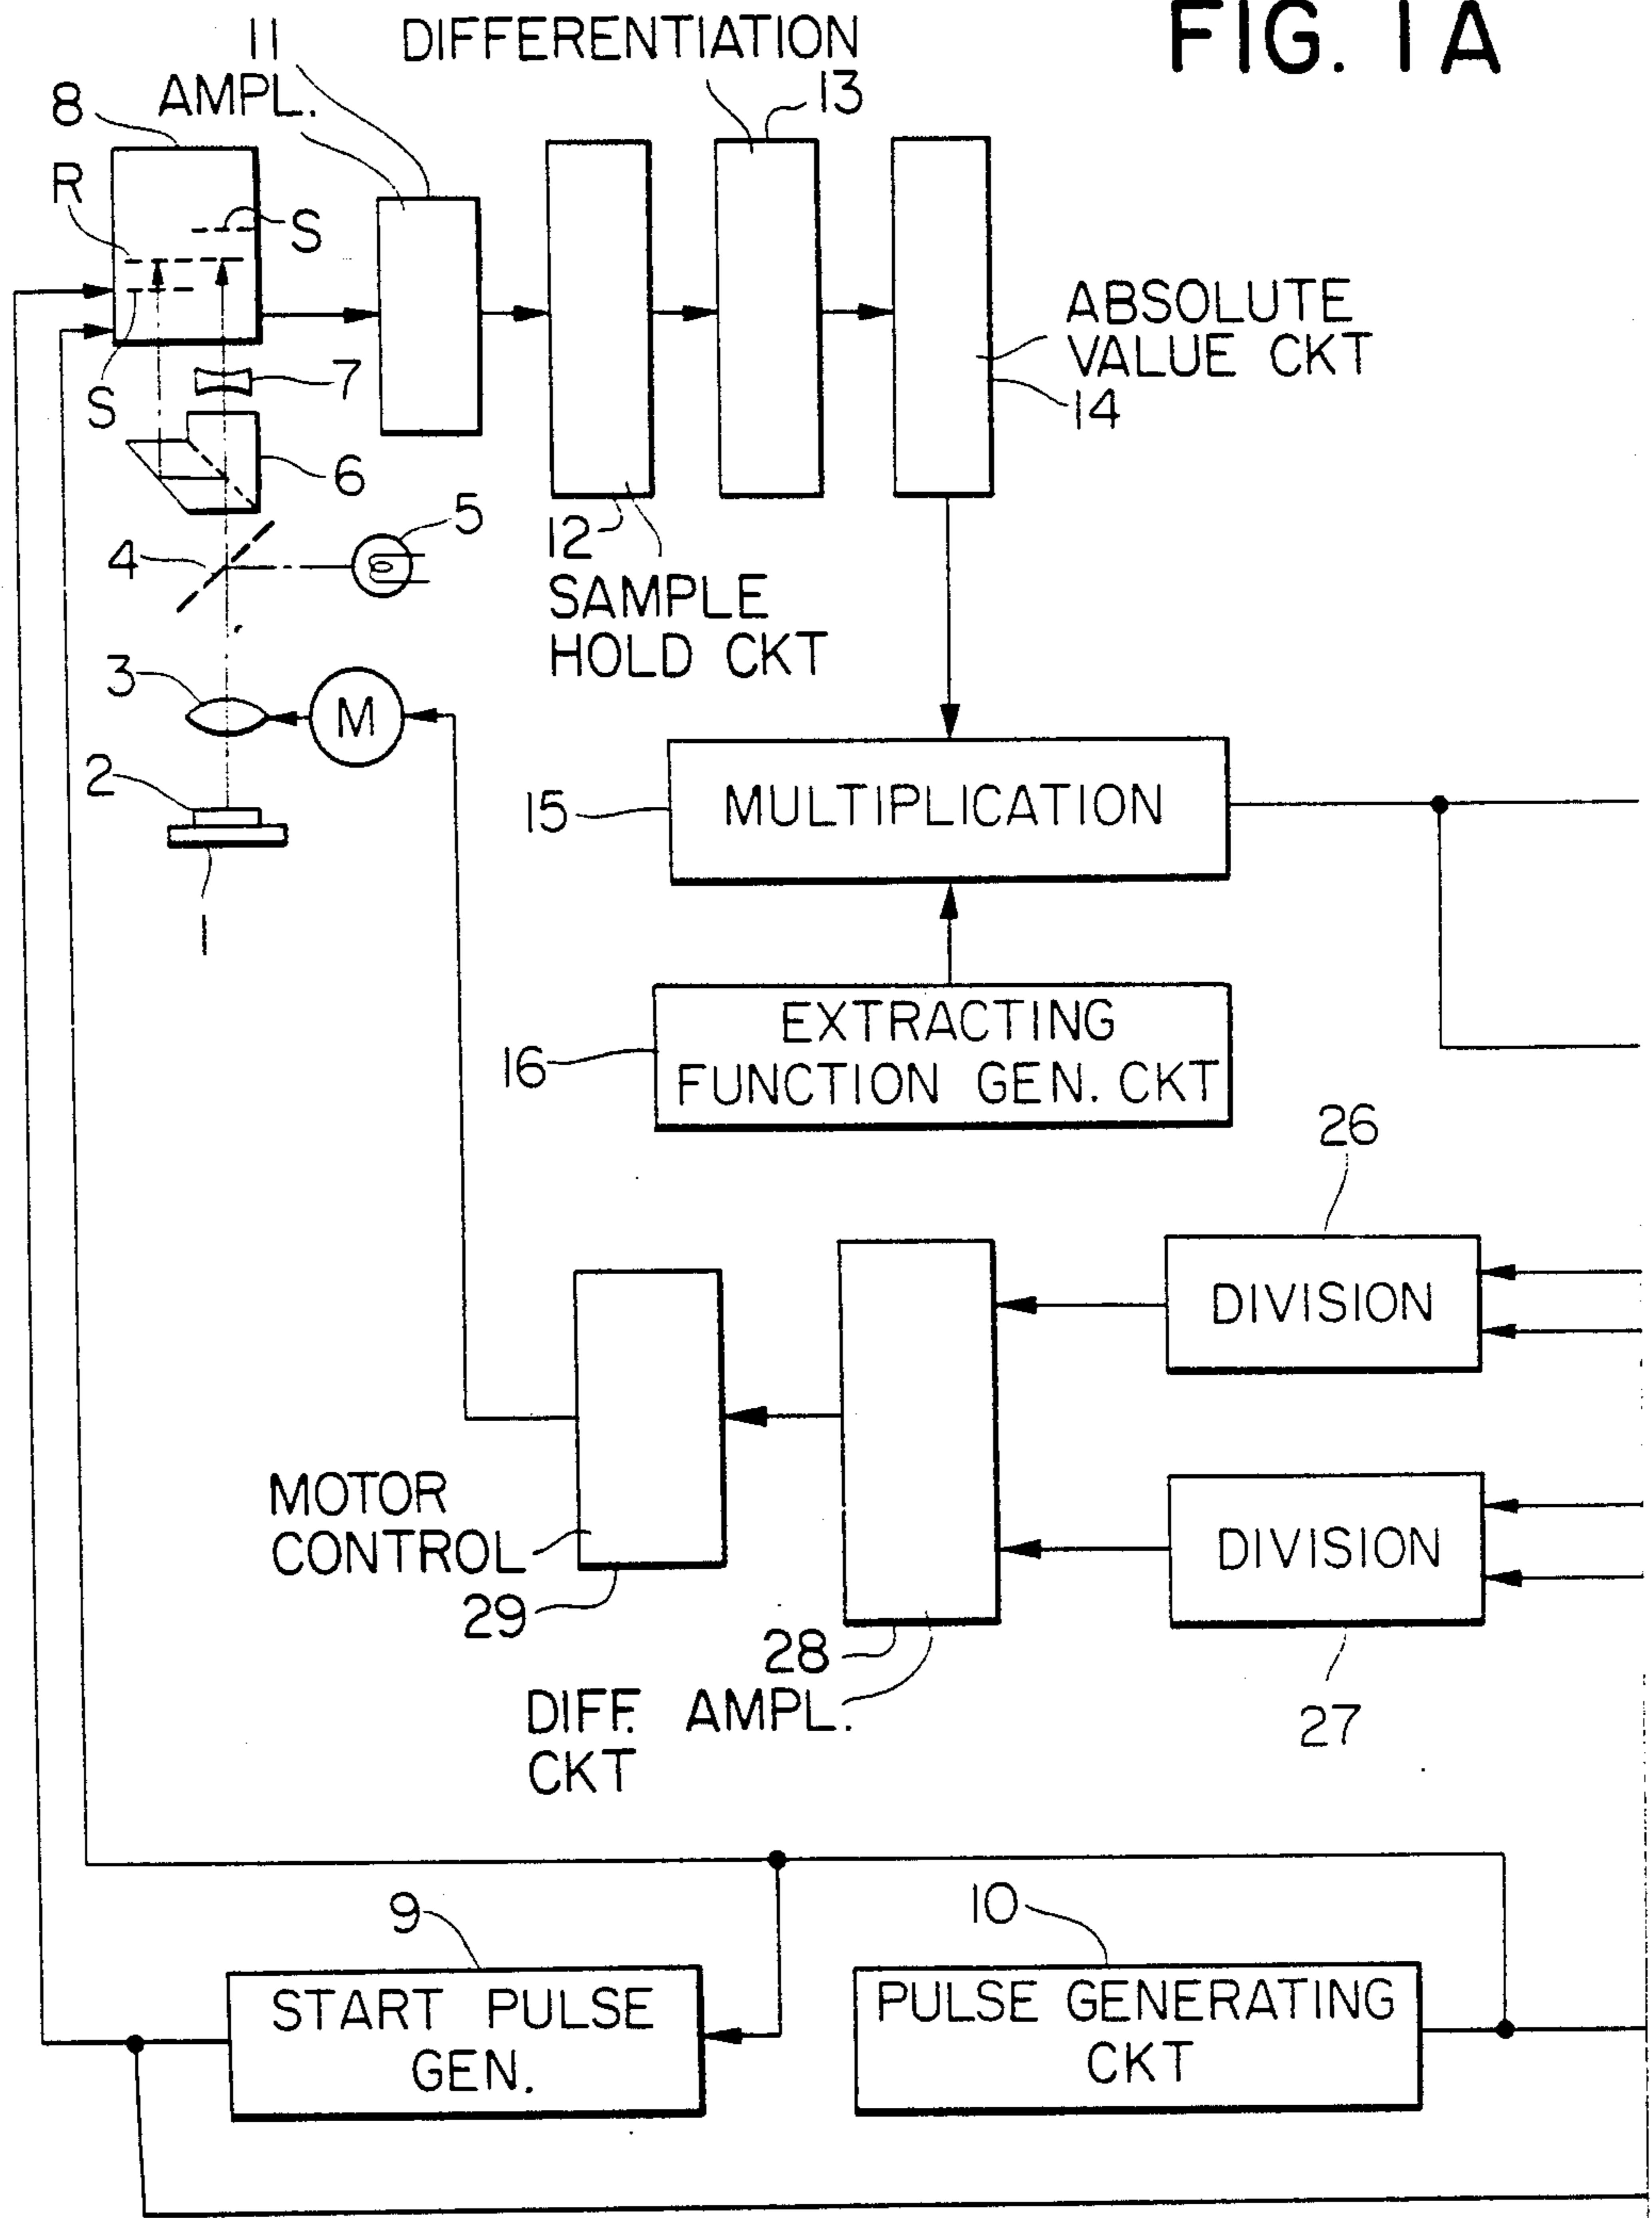 FIG. 1A
11
DIFFERENTIATION
AMPL.
13
8
R
S
S
7
6
5
4
ABSOLUTE
VALUE CKT
14
12
SAMPLE
HOLD CKT
3
M
2
1
15
MULTIPLICATION
16
EXTRACTING
FUNCTION GEN. CKT
26
DIVISION
MOTOR
CONTROL
29
DIVISION
28
27
DIFF. AMPL.
CKT
9
10
START PULSE
GEN.
PULSE GENERATING
CKT